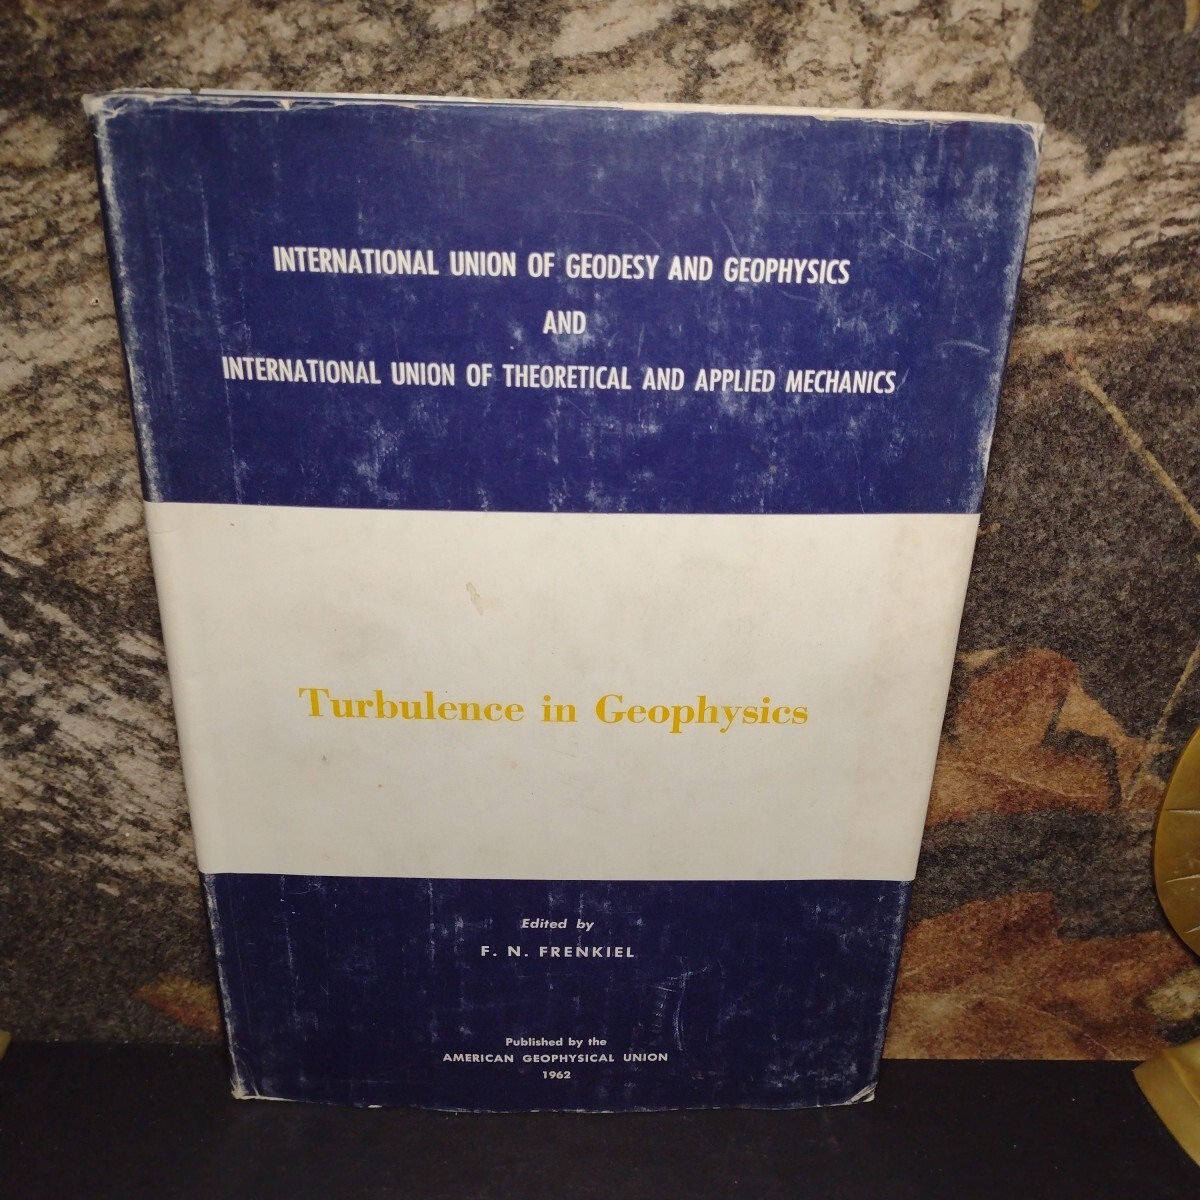 INTERNATIONAL UNION OF GEODESY AND GEOPHYSICS
AND
INTERNATIONAL UNION OF THEORETICAL AND APPLIED MECHANICS
Turbulence in Geophysics
Edited by
F. N. FRENKIEL
Published by the
AMERICAN GEOPHYSICAL UNION
1962